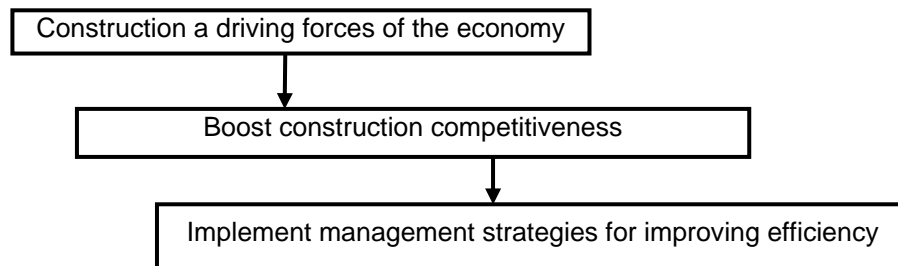 Construction a driving forces of the economy
Boost construction competitiveness
Implement management strategies for improving efficiency